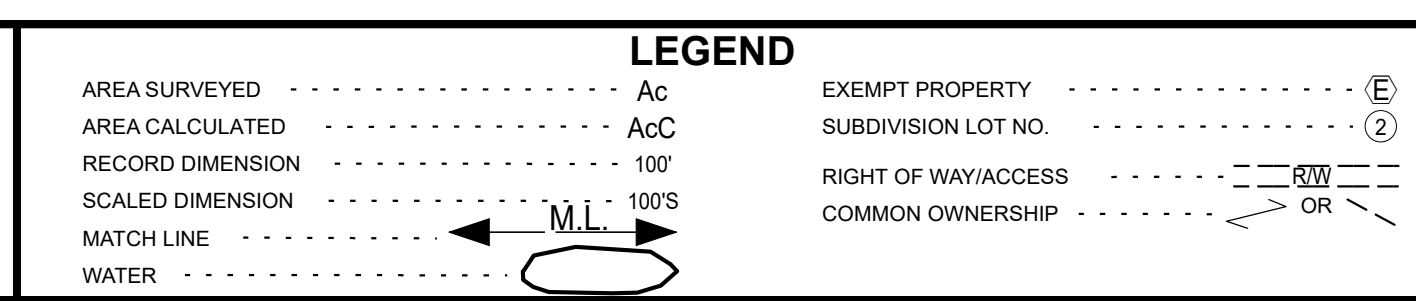 LEGEND
AREA SURVEYED - - - - - - - - - - - - - - - - - - Ac
AREA CALCULATED - - - - - - - - - - - - - - - - AcC
RECORD DIMENSION - - - - - - - - - - - - - - - - 100'
SCALED DIMENSION - - - - - - - - - - - - - - - - 100'S
MATCH LINE - - - - - - - - - - M.L.
WATER - - - - - - - - - - - - - - - - - -
EXEMPT PROPERTY - - - - - - - - - - - - - - E
SUBDIVISION LOT NO. - - - - - - - - - - - - - 2
RIGHT OF WAY/ACCESS - - - - - - R/W
COMMON OWNERSHIP - - - - - - - OR